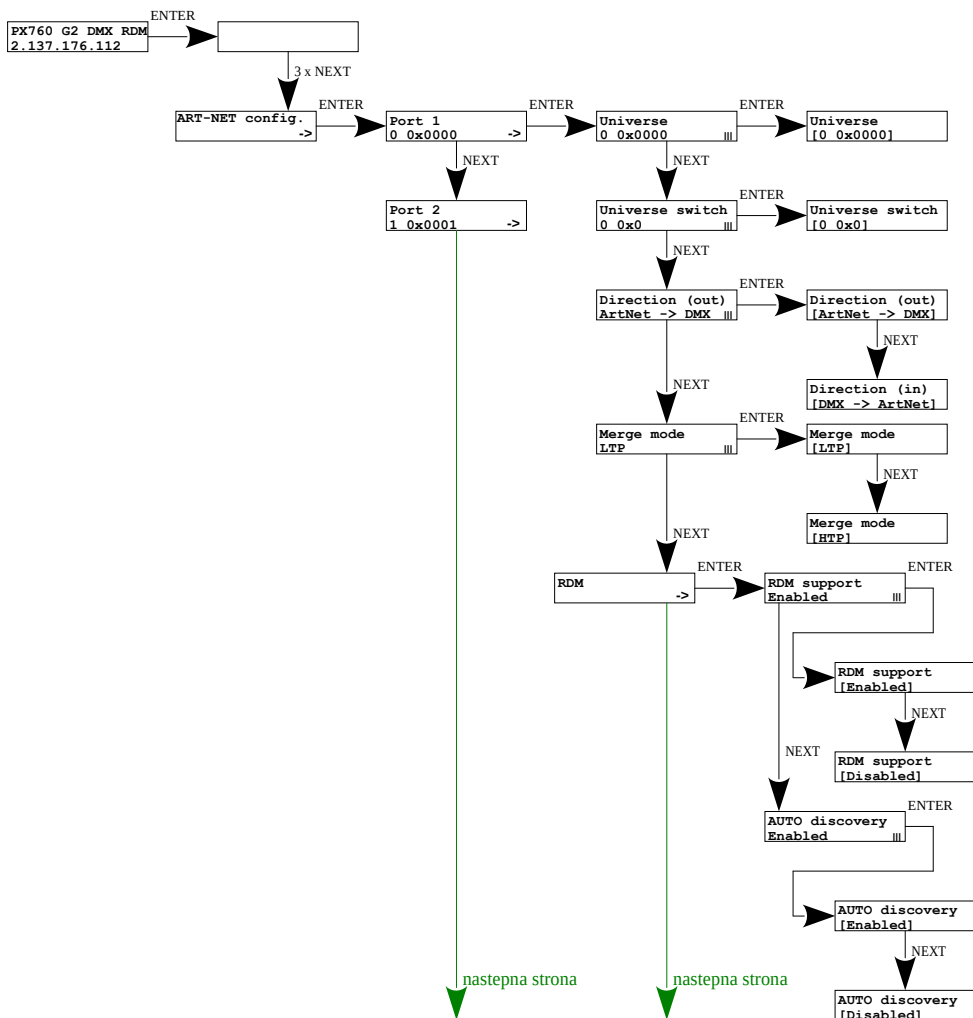 ENTER
PX760 G2 DMX RDM
2.137.176.112
3 x NEXT
ART-NET config.
->
ENTER
Port 1
0 0x0000 ->
ENTER
Universe
0 0x0000
ENTER
Universe
[0 0x0000]
NEXT
NEXT
Port 2
1 0x0001 ->
Universe switch
0 0x0
ENTER
Universe switch
[0 0x0]
NEXT
Direction (out)
ArtNet -> DMX
ENTER
Direction (out)
[ArtNet -> DMX]
NEXT
Direction (in)
[DMX -> ArtNet]
NEXT
Merge mode
LTP
ENTER
Merge mode
[LTP]
NEXT
Merge mode
[HTP]
NEXT
RDM
->
ENTER
RDM support
Enabled
ENTER
RDM support
[Enabled]
NEXT
RDM support
[Disabled]
NEXT
AUTO discovery
Enabled
ENTER
AUTO discovery
[Enabled]
NEXT
AUTO discovery
[Disabled]
nastepna strona
nastepna strona